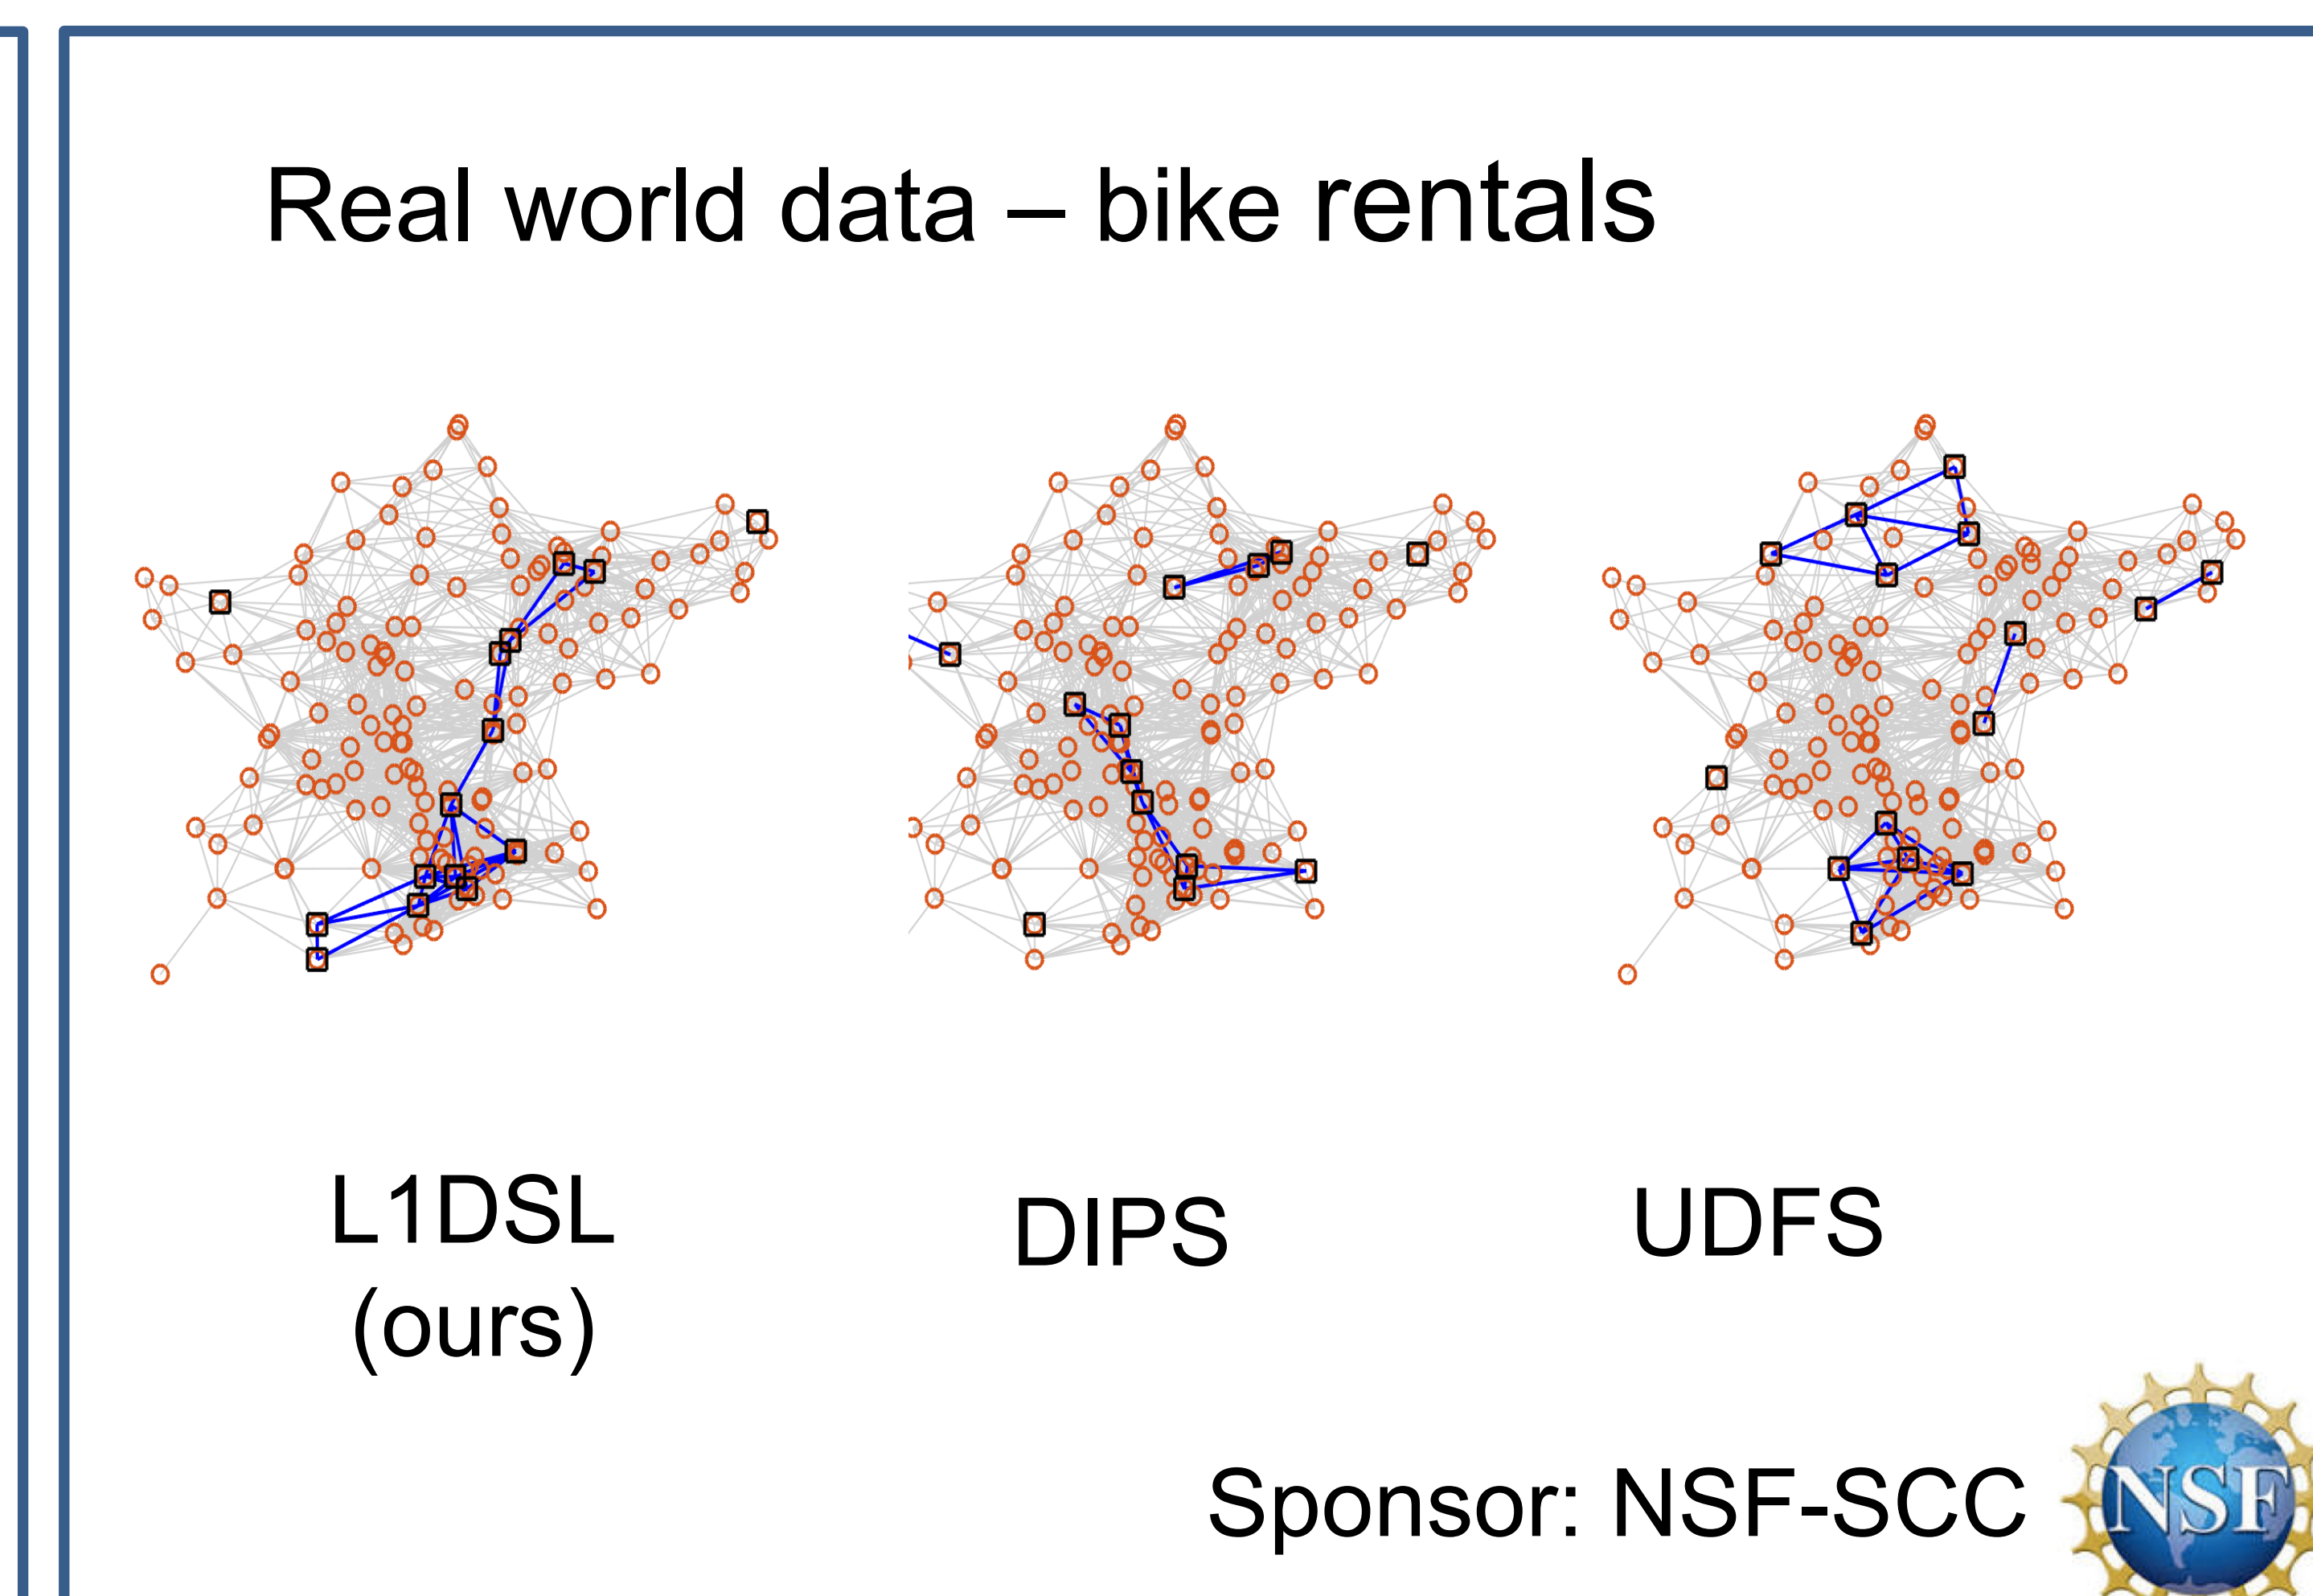 Real world data – bike rentals
L1DSL
(ours)
DIPS
UDFS
Sponsor: NSF-SCC
NSF